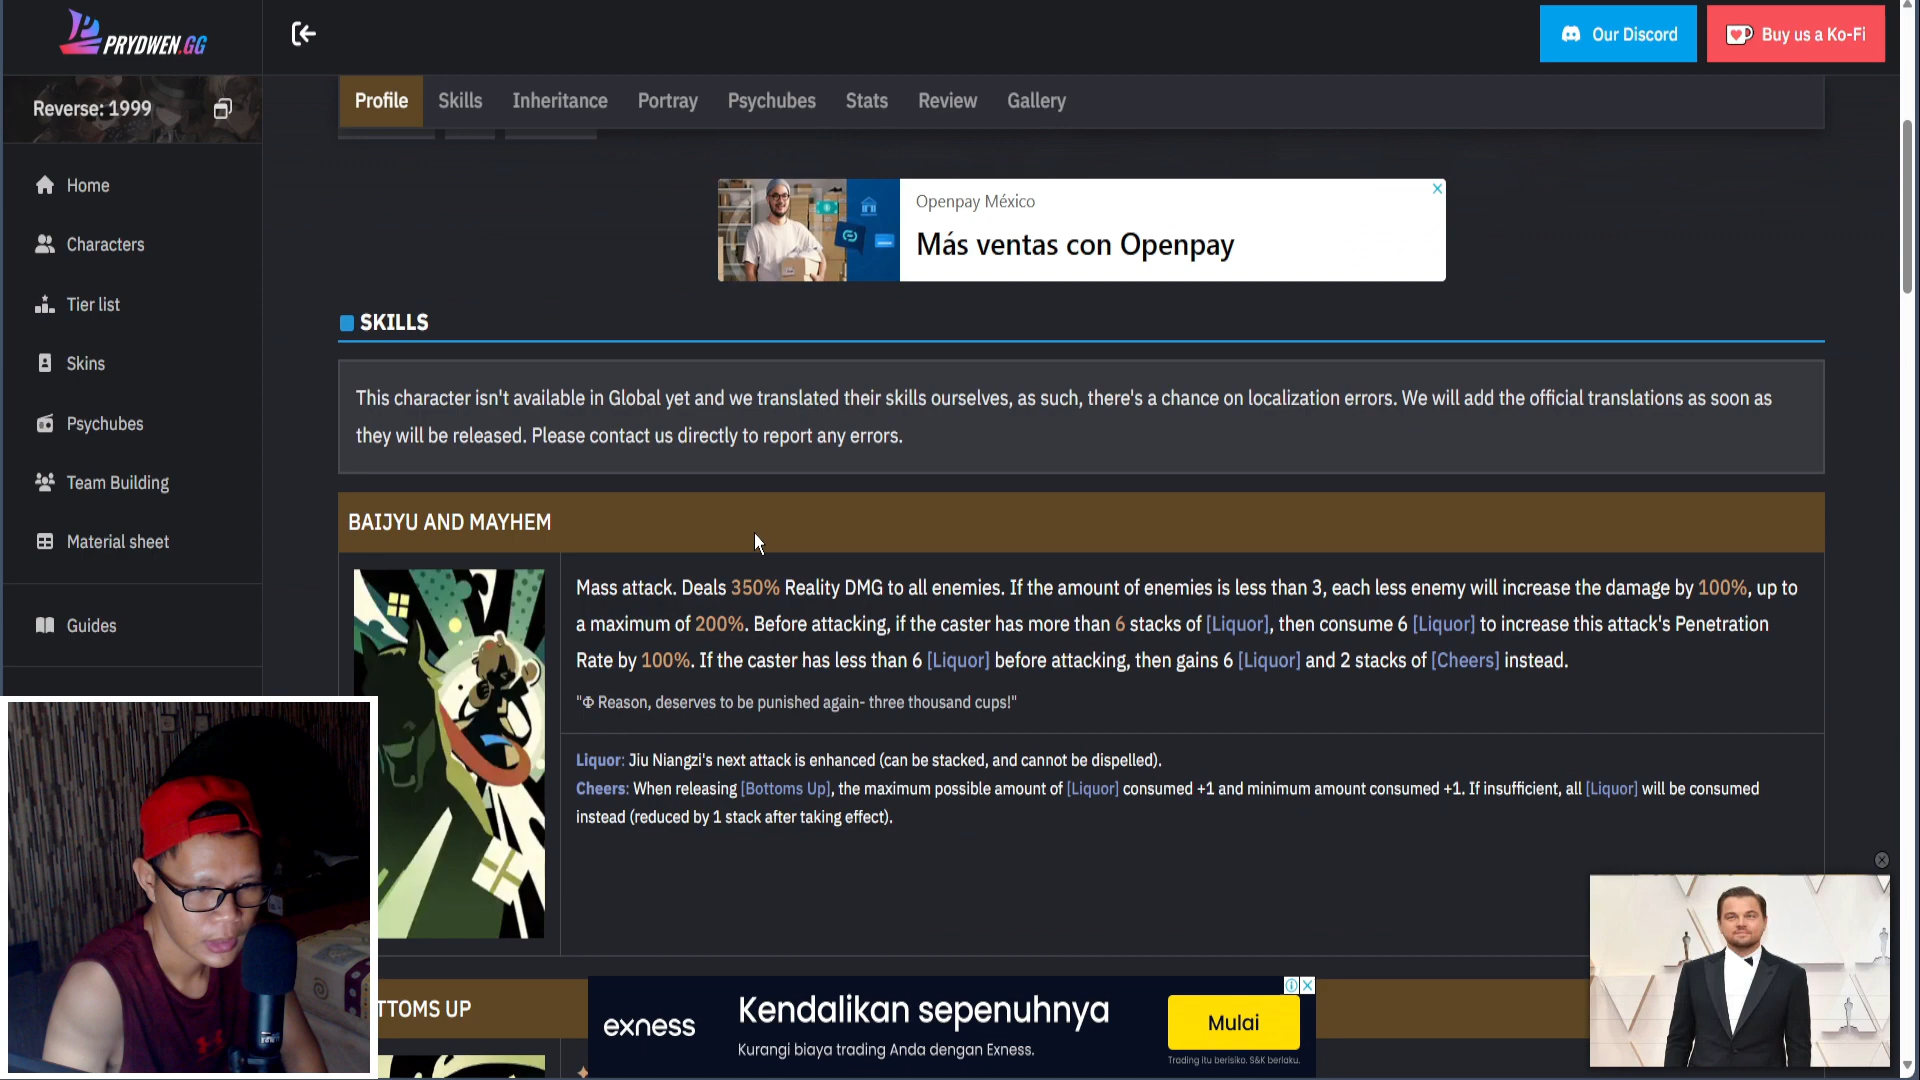 PRYDWEN.GG
Our Discord
Buy us a Ko-Fi
Reverse: 1999
Profile
Skills
Inheritance
Portray
Psychubes
Stats
Review
Gallery
Home
Characters
Tier list
Skins
Psychubes
Team Building
Material sheet
Guides
Openpay México
Más ventas con Openpay
SKILLS
This character isn't available in Global yet and we translated their skills ourselves, as such, there's a chance on localization errors. We will add the official translations as soon as
they will be released. Please contact us directly to report any errors.
BAIJYU AND MAYHEM
Mass attack. Deals 350% Reality DMG to all enemies. If the amount of enemies is less than 3, each less enemy will increase the damage by 100%, up to
a maximum of 200%. Before attacking, if the caster has more than 6 stacks of [Liquor], then consume 6 [Liquor] to increase this attack's Penetration
Rate by 100%. If the caster has less than 6 [Liquor] before attacking, then gains 6 [Liquor] and 2 stacks of [Cheers] instead.
"Φ Reason, deserves to be punished again- three thousand cups!"
Liquor: Jiu Niangzi's next attack is enhanced (can be stacked, and cannot be dispelled).
Cheers: When releasing [Bottoms Up], the maximum possible amount of [Liquor] consumed +1 and minimum amount consumed +1. If insufficient, all [Liquor] will be consumed
instead (reduced by 1 stack after taking effect).
TTOMS UP
exness
Kendalikan sepenuhnya
Kurangi biaya trading Anda dengan Exness.
Mulai
Trading itu berisiko. S&K berlaku.